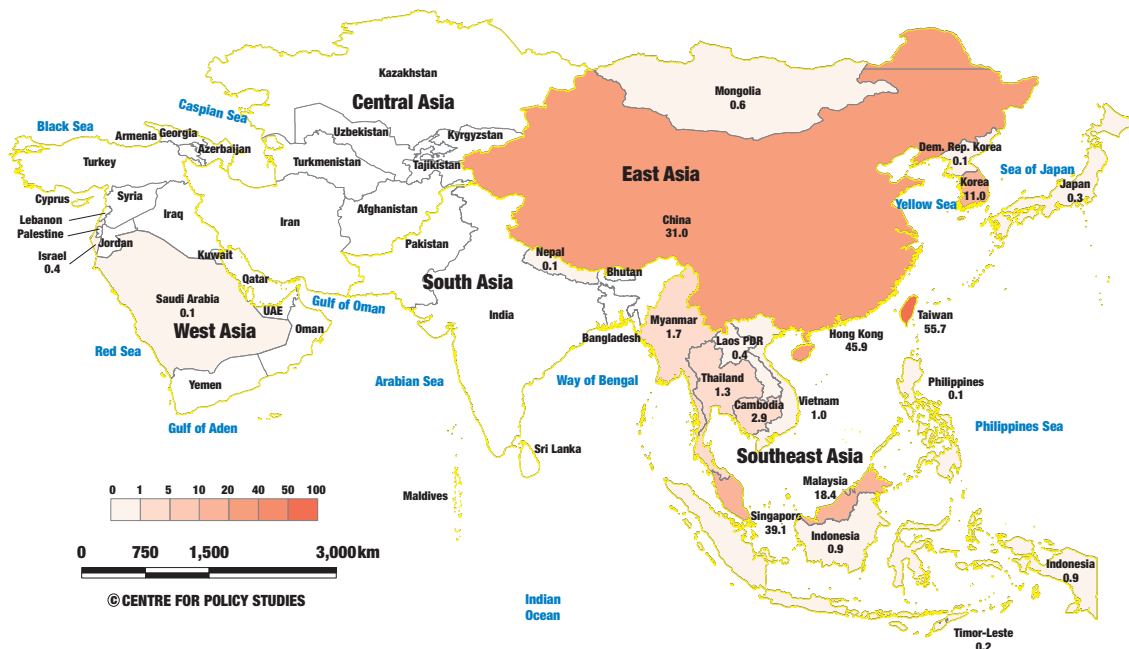 Kazakhstan
Central Asia
Caspian Sea
Black Sea
Armenia
Georgia
Azerbaijan
Uzbekistan
Kyrgyzstan
Turkey
Turkmenistan
Tajikistan
Mongolia
0.6
Dem. Rep. Korea
0.1
Sea of Japan
East Asia
Korea
11.0
Japan
0.3
Yellow Sea
Cyprus
Syria
Lebanon
Palestine
Iraq
Iran
Afghanistan
China
31.0
Jordan
Israel
0.4
Kuwait
Pakistan
Nepal
0.1
Bhutan
Qatar
South Asia
Saudi Arabia
0.1
UAE
Gulf of Oman
West Asia
Oman
India
Myanmar
1.7
Bangladesh
Laos PDR
0.4
Hong Kong
45.9
Taiwan
55.7
Red Sea
Yemen
Arabian Sea
Way of Bengal
Thailand
1.3
Cambodia
2.9
Vietnam
1.0
Philippines
0.1
Gulf of Aden
Philippines Sea
Sri Lanka
Southeast Asia
Maldives
Malaysia
18.4
Singapore
39.1
Indonesia
0.9
Indonesia
0.9
0 1 5 10 20 40 50 100
0 750 1,500 3,000 km
© CENTRE FOR POLICY STUDIES
Indian
Ocean
Timor-Leste
0.2